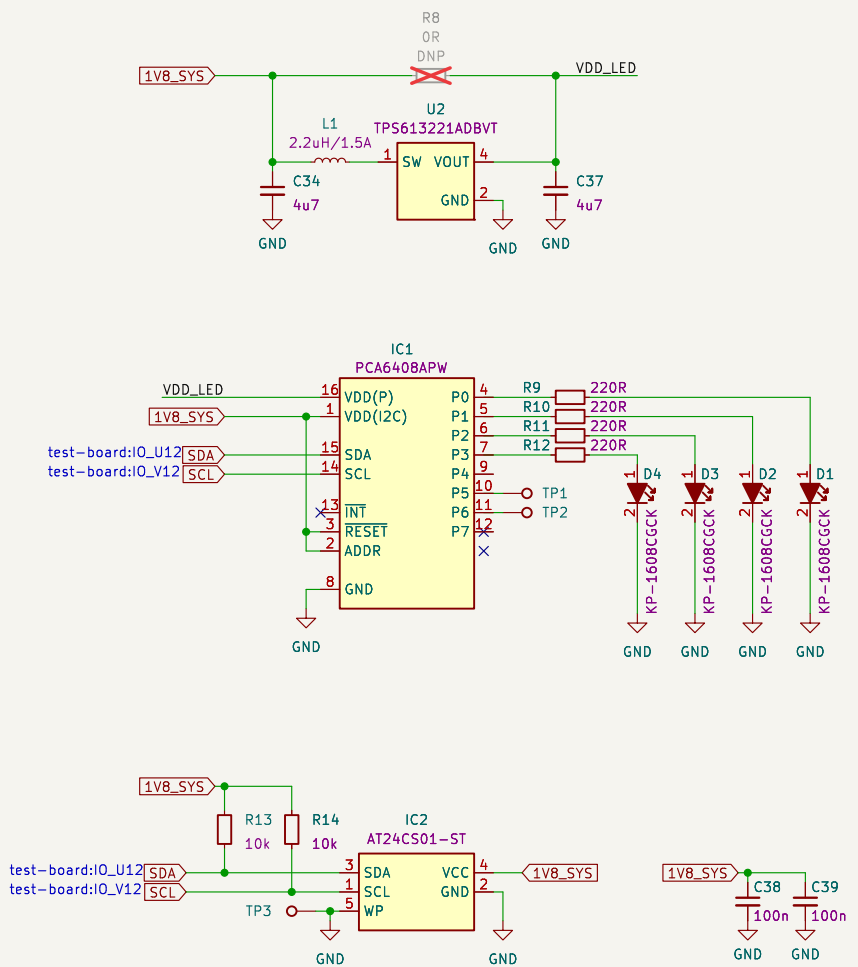 R8
0R
DNP
1V8_SYS
VDD_LED
U2
TPS613221ADBVT
L1
2.2uH/1.5A
1 SW VOUT 4
C34
4u7
GND 2
C37
4u7
GND
GND
GND
IC1
PCA6408APW
VDD_LED
16 VDD(P)
1V8_SYS
1 VDD(I2C)
test-board:IO_U12 SDA
15 SDA
test-board:IO_V12 SCL
14 SCL
13 INT
3 RESET
2 ADDR
8 GND
GND
P0 4 R9 220R
P1 5 R10 220R
P2 6 R11 220R
P3 7 R12 220R
P4 9
P5 10 TP1
P6 11 TP2
P7 12
1 D4 1 D3 1 D2 1 D1
2 2 2 2
KP-1608CGCK KP-1608CGCK KP-1608CGCK KP-1608CGCK
GND GND GND GND
1V8_SYS
R13
10k
R14
10k
IC2
AT24CS01-ST
test-board:IO_U12 SDA
3 SDA VCC 4 1V8_SYS
test-board:IO_V12 SCL
1 SCL GND 2
TP3 5 WP
GND
GND
1V8_SYS
C38 C39
100n 100n
GND GND